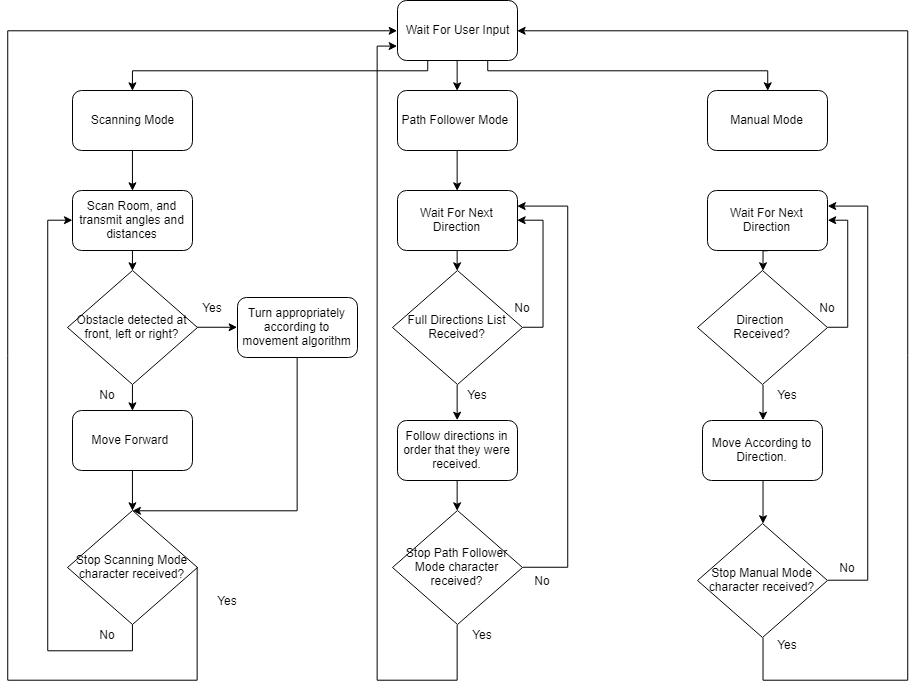 Wait For User Input
Scanning Mode
Path Follower Mode
Manual Mode
Scan Room, and
transmit angles and
distances
Wait For Next
Direction
Wait For Next
Direction
Obstacle detected at
front, left or right?
Yes
Turn appropriately
according to
movement algorithm
Full Directions List
Received?
No
Direction
Received?
No
No
Yes
Yes
Move Forward
Follow directions in
order that they were
received.
Move According to
Direction.
Stop Scanning Mode
character received?
Yes
No
Stop Path Follower
Mode character
received?
No
Yes
Stop Manual Mode
character received?
No
Yes